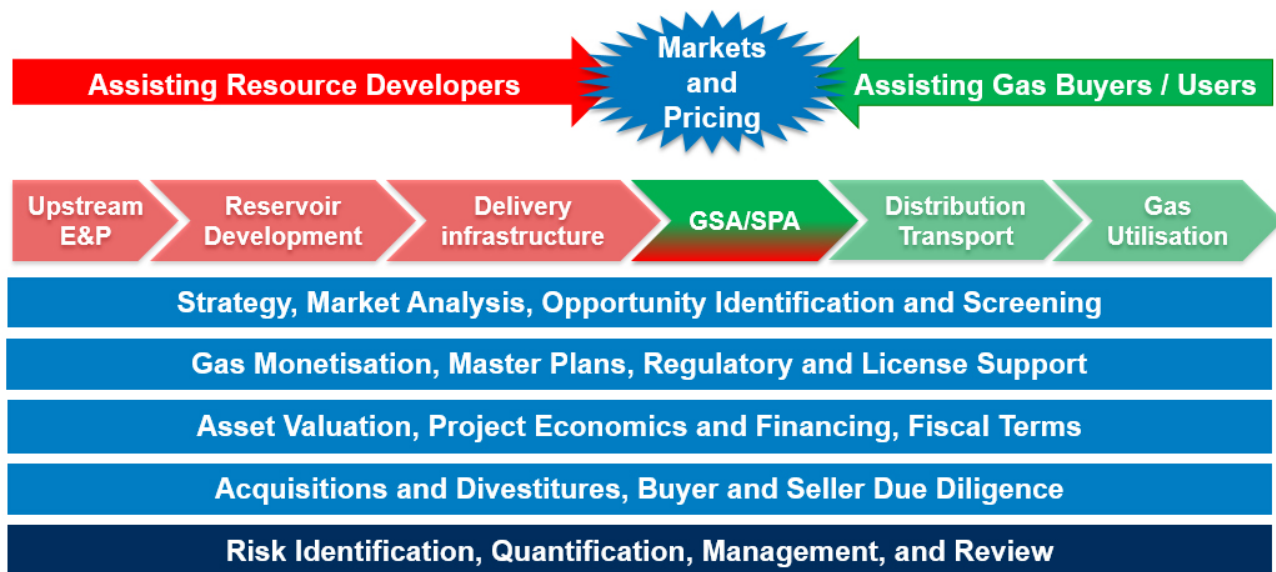 Assisting Resource Developers
Markets
and
Pricing
Assisting Gas Buyers / Users
Upstream
E&P
Reservoir
Development
Delivery
infrastructure
GSA/SPA
Distribution
Transport
Gas
Utilisation
Strategy, Market Analysis, Opportunity Identification and Screening
Gas Monetisation, Master Plans, Regulatory and License Support
Asset Valuation, Project Economics and Financing, Fiscal Terms
Acquisitions and Divestitures, Buyer and Seller Due Diligence
Risk Identification, Quantification, Management, and Review